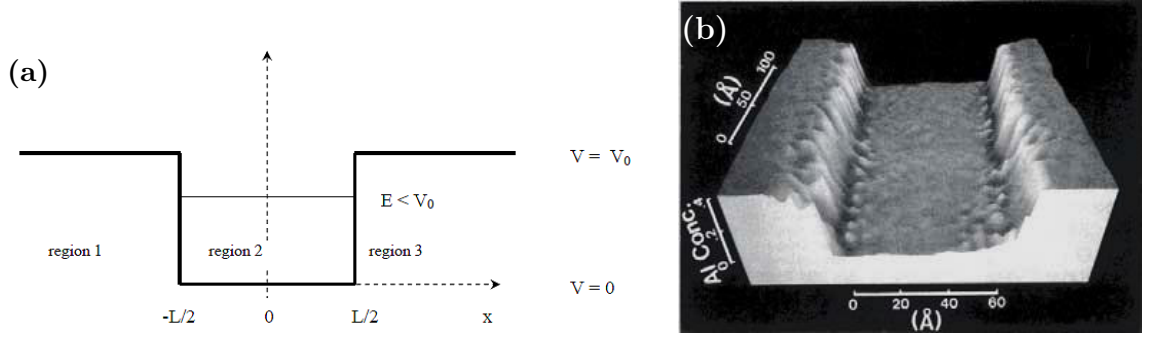 (a)
V = V₀
E < V₀
region 1
region 2
region 3
V = 0
-L/2
0
L/2
x
(b)
(Å)
0
50
100
Al Conc.
0
.2
.4
0
20
40
60
(Å)